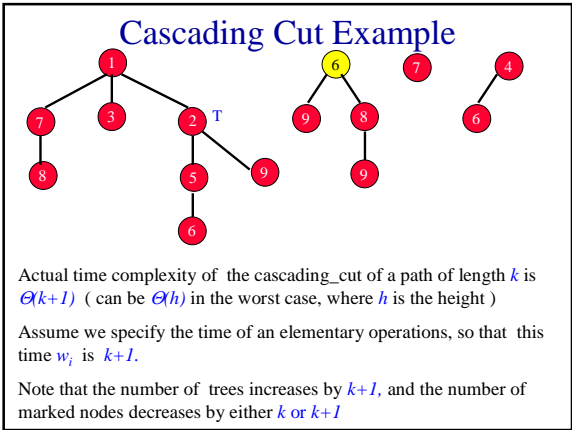 Cascading Cut Example
1 6 7 4
7 3 2 T 9 8 6
8 5 9 9
6
Actual time complexity of the cascading_cut of a path of length k is
Θ(k+1) ( can be Θ(h) in the worst case, where h is the height )
Assume we specify the time of an elementary operations, so that this
time wᵢ is k+1.
Note that the number of trees increases by k+1, and the number of
marked nodes decreases by either k or k+1